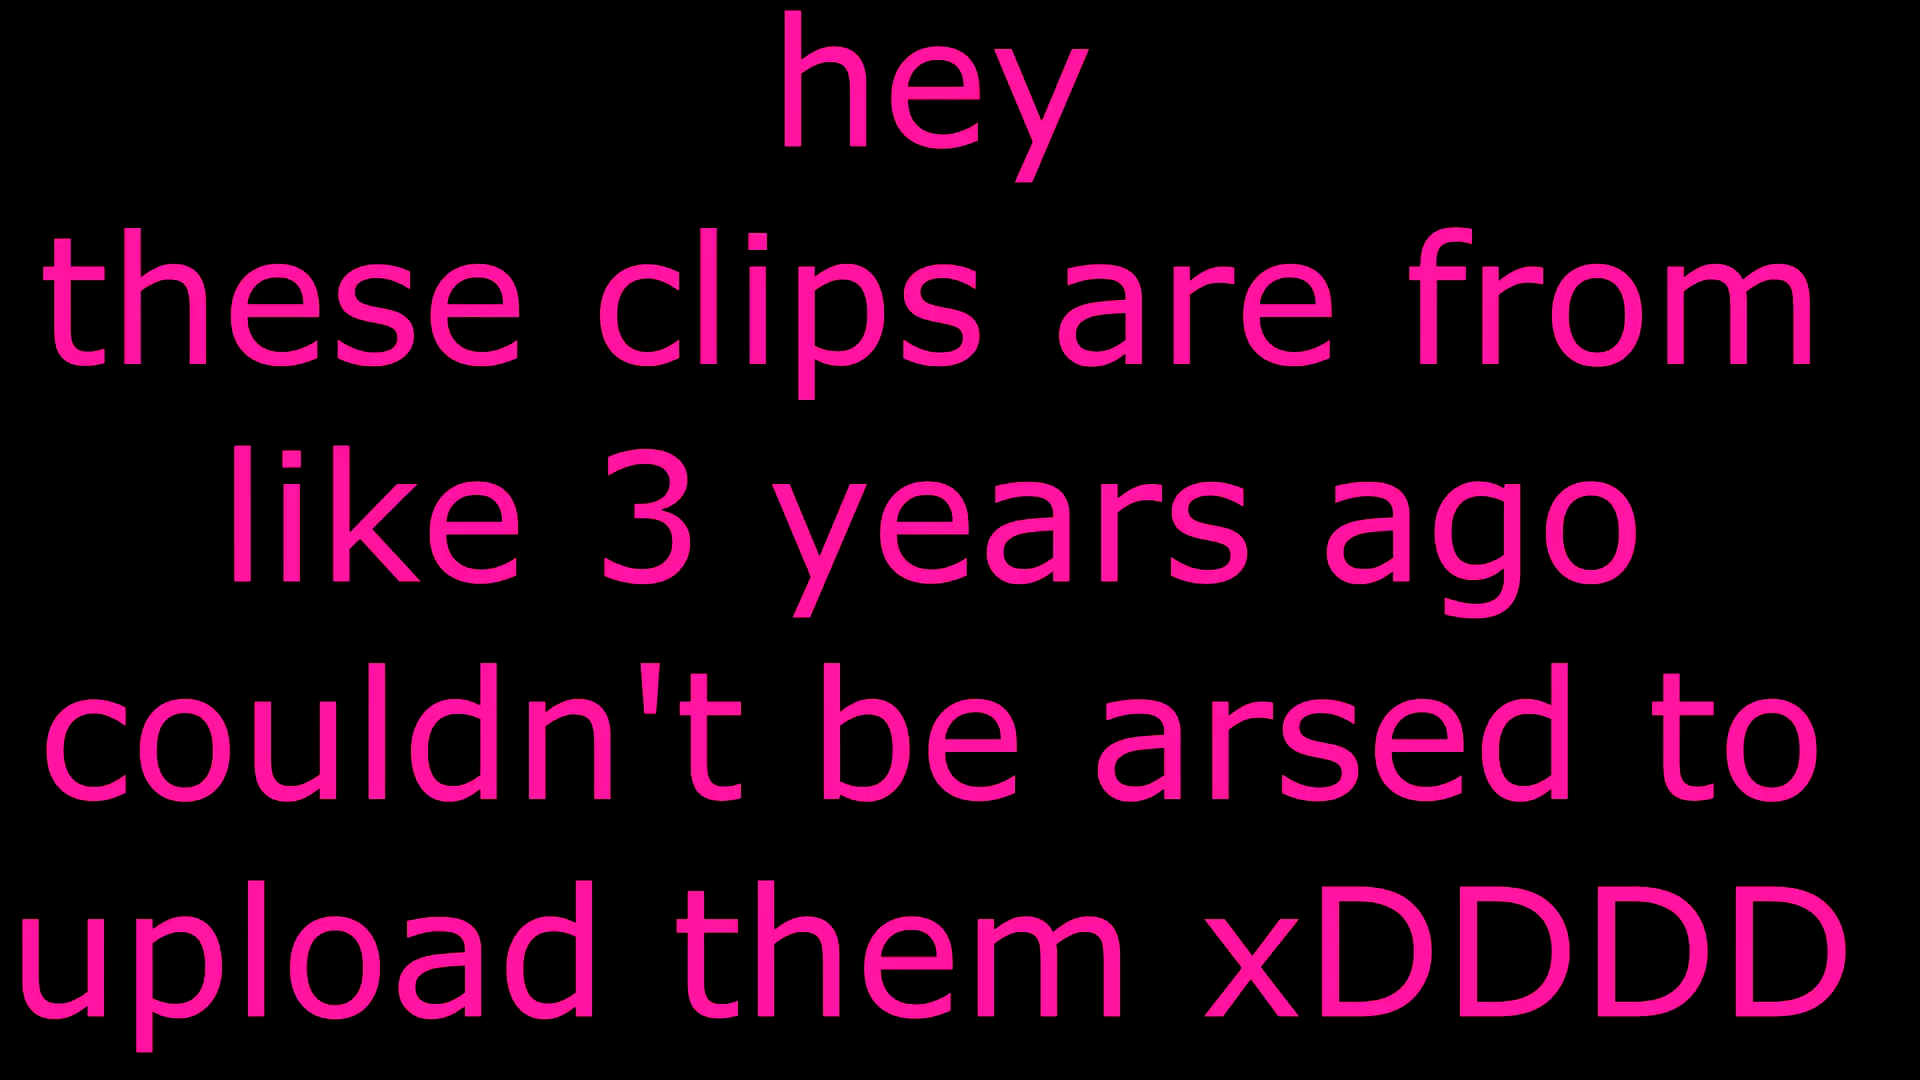 hey
these clips are from
like 3 years ago
couldn't be arsed to
upload them xDDDD